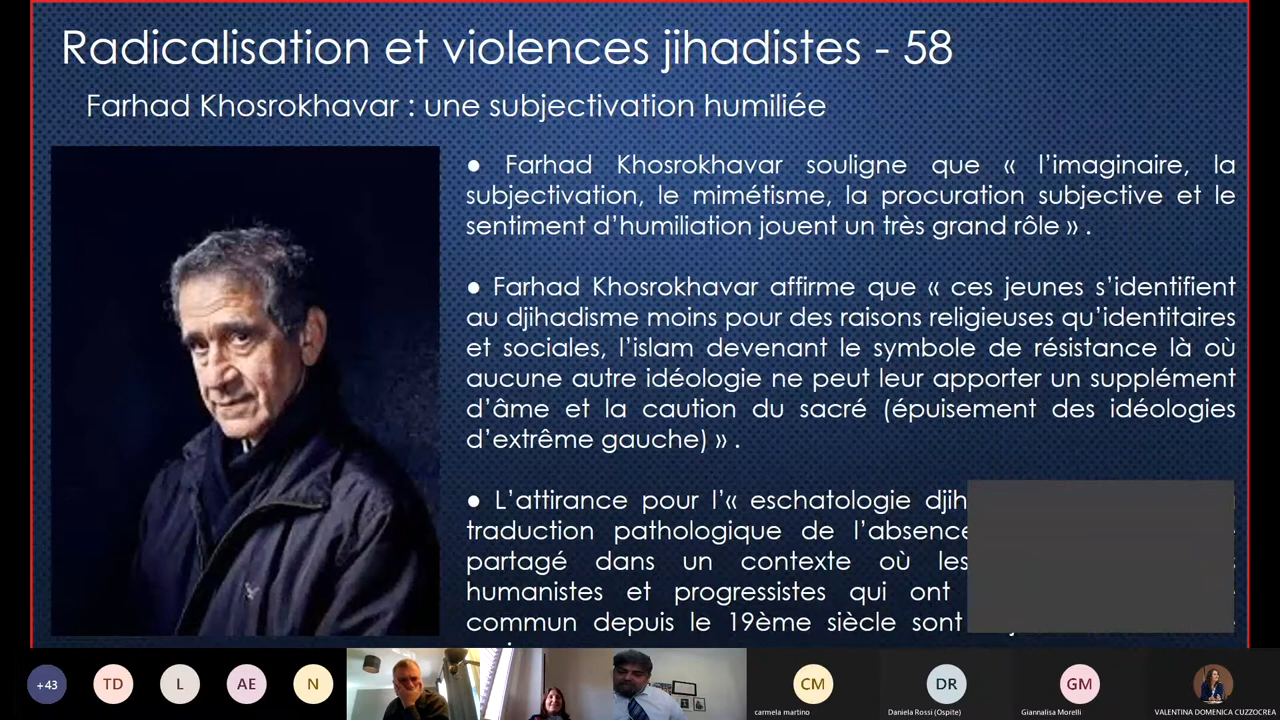 Radicalisation et violences jihadistes - 58
Farhad Khosrokhavar : une subjectivation humiliée
● Farhad Khosrokhavar souligne que « l’imaginaire, la
subjectivation, le mimétisme, la procuration subjective et le
sentiment d’humiliation jouent un très grand rôle » .
● Farhad Khosrokhavar affirme que « ces jeunes s’identifient
au djihadisme moins pour des raisons religieuses qu’identitaires
et sociales, l’islam devenant le symbole de résistance là où
aucune autre idéologie ne peut leur apporter un supplément
d’âme et la caution du sacré (épuisement des idéologies
d’extrême gauche) » .
● L’attirance pour l’« eschatologie djih
traduction pathologique de l’absence
partagé dans un contexte où les
humanistes et progressistes qui ont
commun depuis le 19ème siècle sont
+43 TD L AE N CM DR GM
carmela martino Daniela Rossi (Ospite) Giannalisa Morelli VALENTINA DOMENICA CUZZOCREA